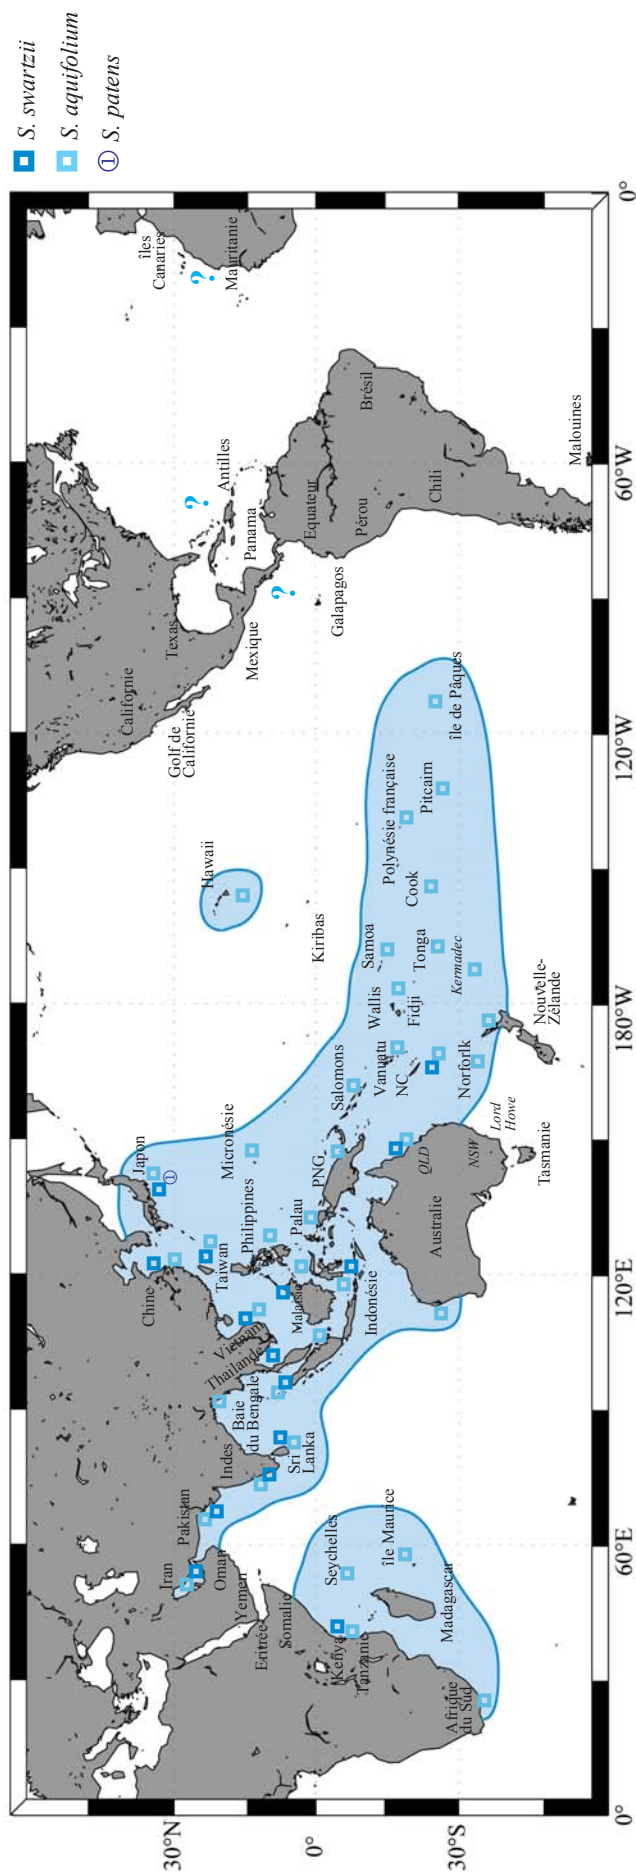 S. swartzii
S. aquifolium
① S. patens
Japon
①
Chine
Taiwan
Philippines
Micronésie
Palau
PNG
Salomons
Vietnam
Thaïlande
Malaisie
Indonésie
Baie
du Bengale
Indes
Sri
Lanka
Pakistan
Iran
Oman
Yemen
Eritrée
Somalie
Kenya
Tanzanie
Seychelles
île Maurice
Madagascar
Afrique
du Sud
Australie
QLD
NSW
Lord
Howe
Tasmanie
Vanuatu
NC
Norforlk
Nouvelle-
Zélande
Wallis
Fidji
Samoa
Tonga
Kermadec
Cook
Polynésie française
Pitcairn
île de Pâques
Kiribas
Hawaii
Californie
Golf de
Californie
Texas
Mexique
Panama
Antilles
?
?
?
Galapagos
Equateur
Pérou
Chili
Brésil
Malouines
îles
Canaries
Mauritanie
30°N
0°
30°S
0°
60°E
120°E
180°W
120°W
60°W
0°